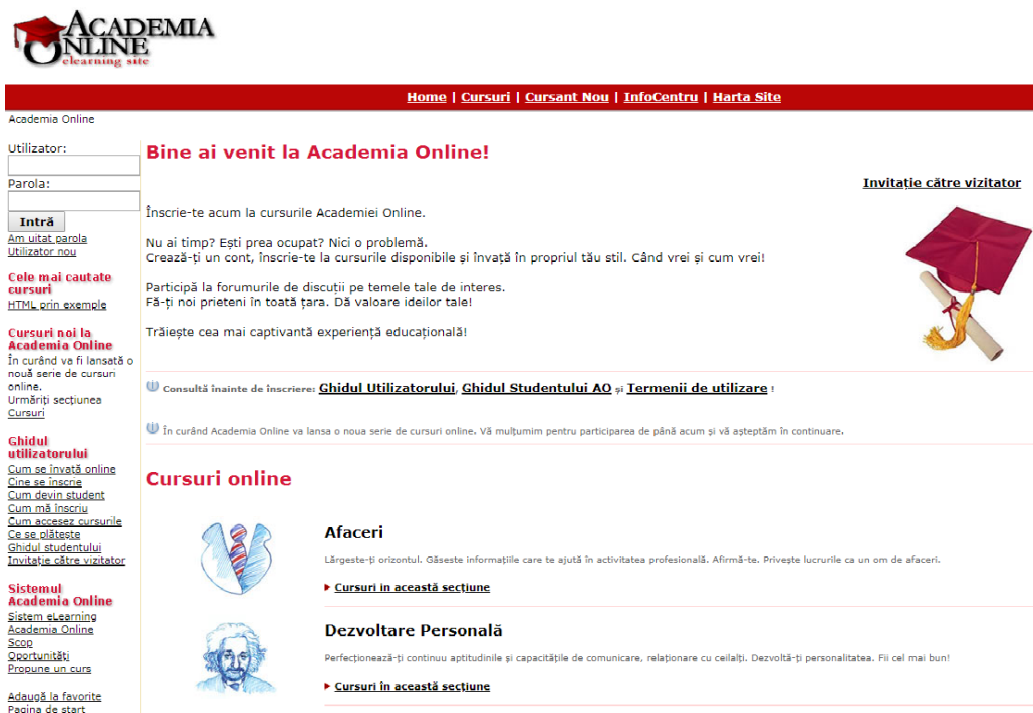 ACADEMIA
ONLINE
elearning site
Home | Cursuri | Cursant Nou | InfoCentru | Harta Site
Academia Online
Utilizator:
Parola:
Intră
Am uitat parola
Utilizator nou
Cele mai cautate
cursuri
HTML prin exemple
Cursuri noi la
Academia Online
În curând va fi lansată o
nouă serie de cursuri
online.
Urmăriți secțiunea
Cursuri
Ghidul
utilizatorului
Cum se învață online
Cine se înscrie
Cum devin student
Cum mă înscriu
Cum accesez cursurile
Ce se plătește
Ghidul studentului
Invitație către vizitator
Sistemul
Academia Online
Sistem eLearning
Academia Online
Scop
Oportunități
Propune un curs
Adaugă la favorite
Pagina de start
Bine ai venit la Academia Online!
Invitație către vizitator
Înscrie-te acum la cursurile Academiei Online.
Nu ai timp? Ești prea ocupat? Nici o problemă.
Crează-ți un cont, înscrie-te la cursurile disponibile și învață în propriul tău stil. Când vrei și cum vrei!
Participă la forumurile de discuții pe temele tale de interes.
Fă-ți noi prieteni în toată țara. Dă valoare ideilor tale!
Trăiește cea mai captivantă experiență educațională!
Consultă înainte de înscriere: Ghidul Utilizatorului, Ghidul Studentului AO și Termenii de utilizare !
În curând Academia Online va lansa o noua serie de cursuri online. Vă mulțumim pentru participarea de până acum și vă așteptăm în continuare.
Cursuri online
Afaceri
Lărgeste-ți orizontul. Găseste informațiile care te ajută în activitatea profesională. Afirmă-te. Privește lucrurile ca un om de afaceri.
Cursuri în această secțiune
Dezvoltare Personală
Perfecționează-ți continuu aptitudinile și capacitățile de comunicare, relaționare cu ceilalți. Dezvoltă-ți personalitatea. Fii cel mai bun!
Cursuri în această secțiune